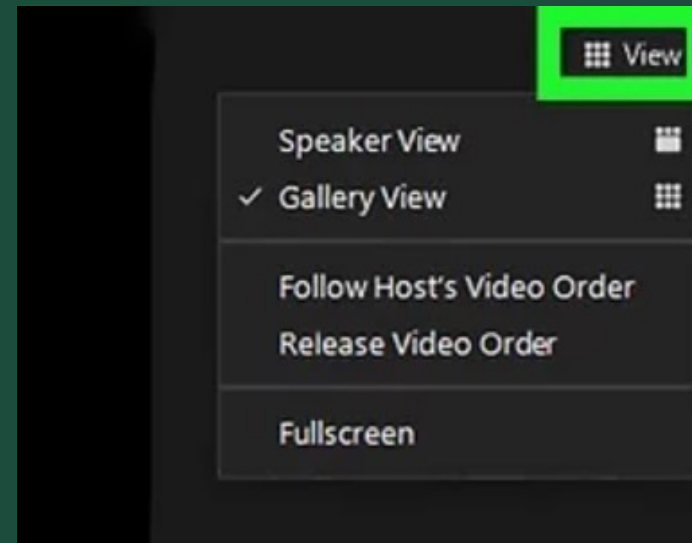 View
Speaker View
Gallery View
Follow Host's Video Order
Release Video Order
Fullscreen